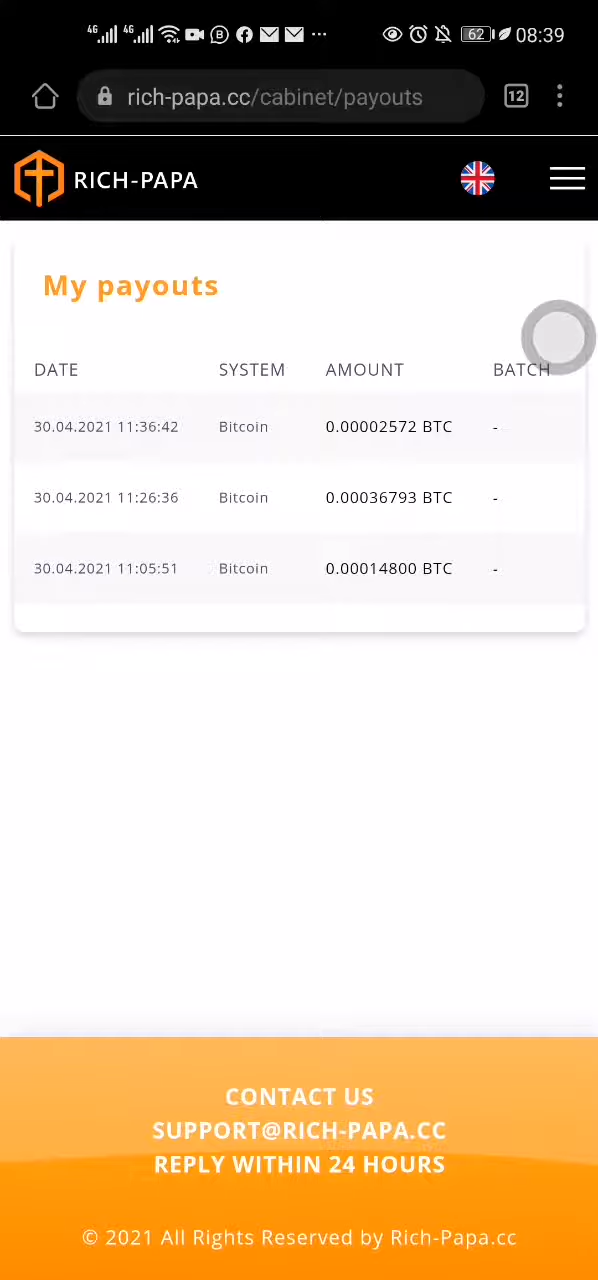 4G 4G 62 08:39
rich-papa.cc/cabinet/payouts 12
RICH-PAPA
My payouts
DATE SYSTEM AMOUNT BATCH
30.04.2021 11:36:42 Bitcoin 0.00002572 BTC -
30.04.2021 11:26:36 Bitcoin 0.00036793 BTC -
30.04.2021 11:05:51 Bitcoin 0.00014800 BTC -
CONTACT US
SUPPORT@RICH-PAPA.CC
REPLY WITHIN 24 HOURS
© 2021 All Rights Reserved by Rich-Papa.cc